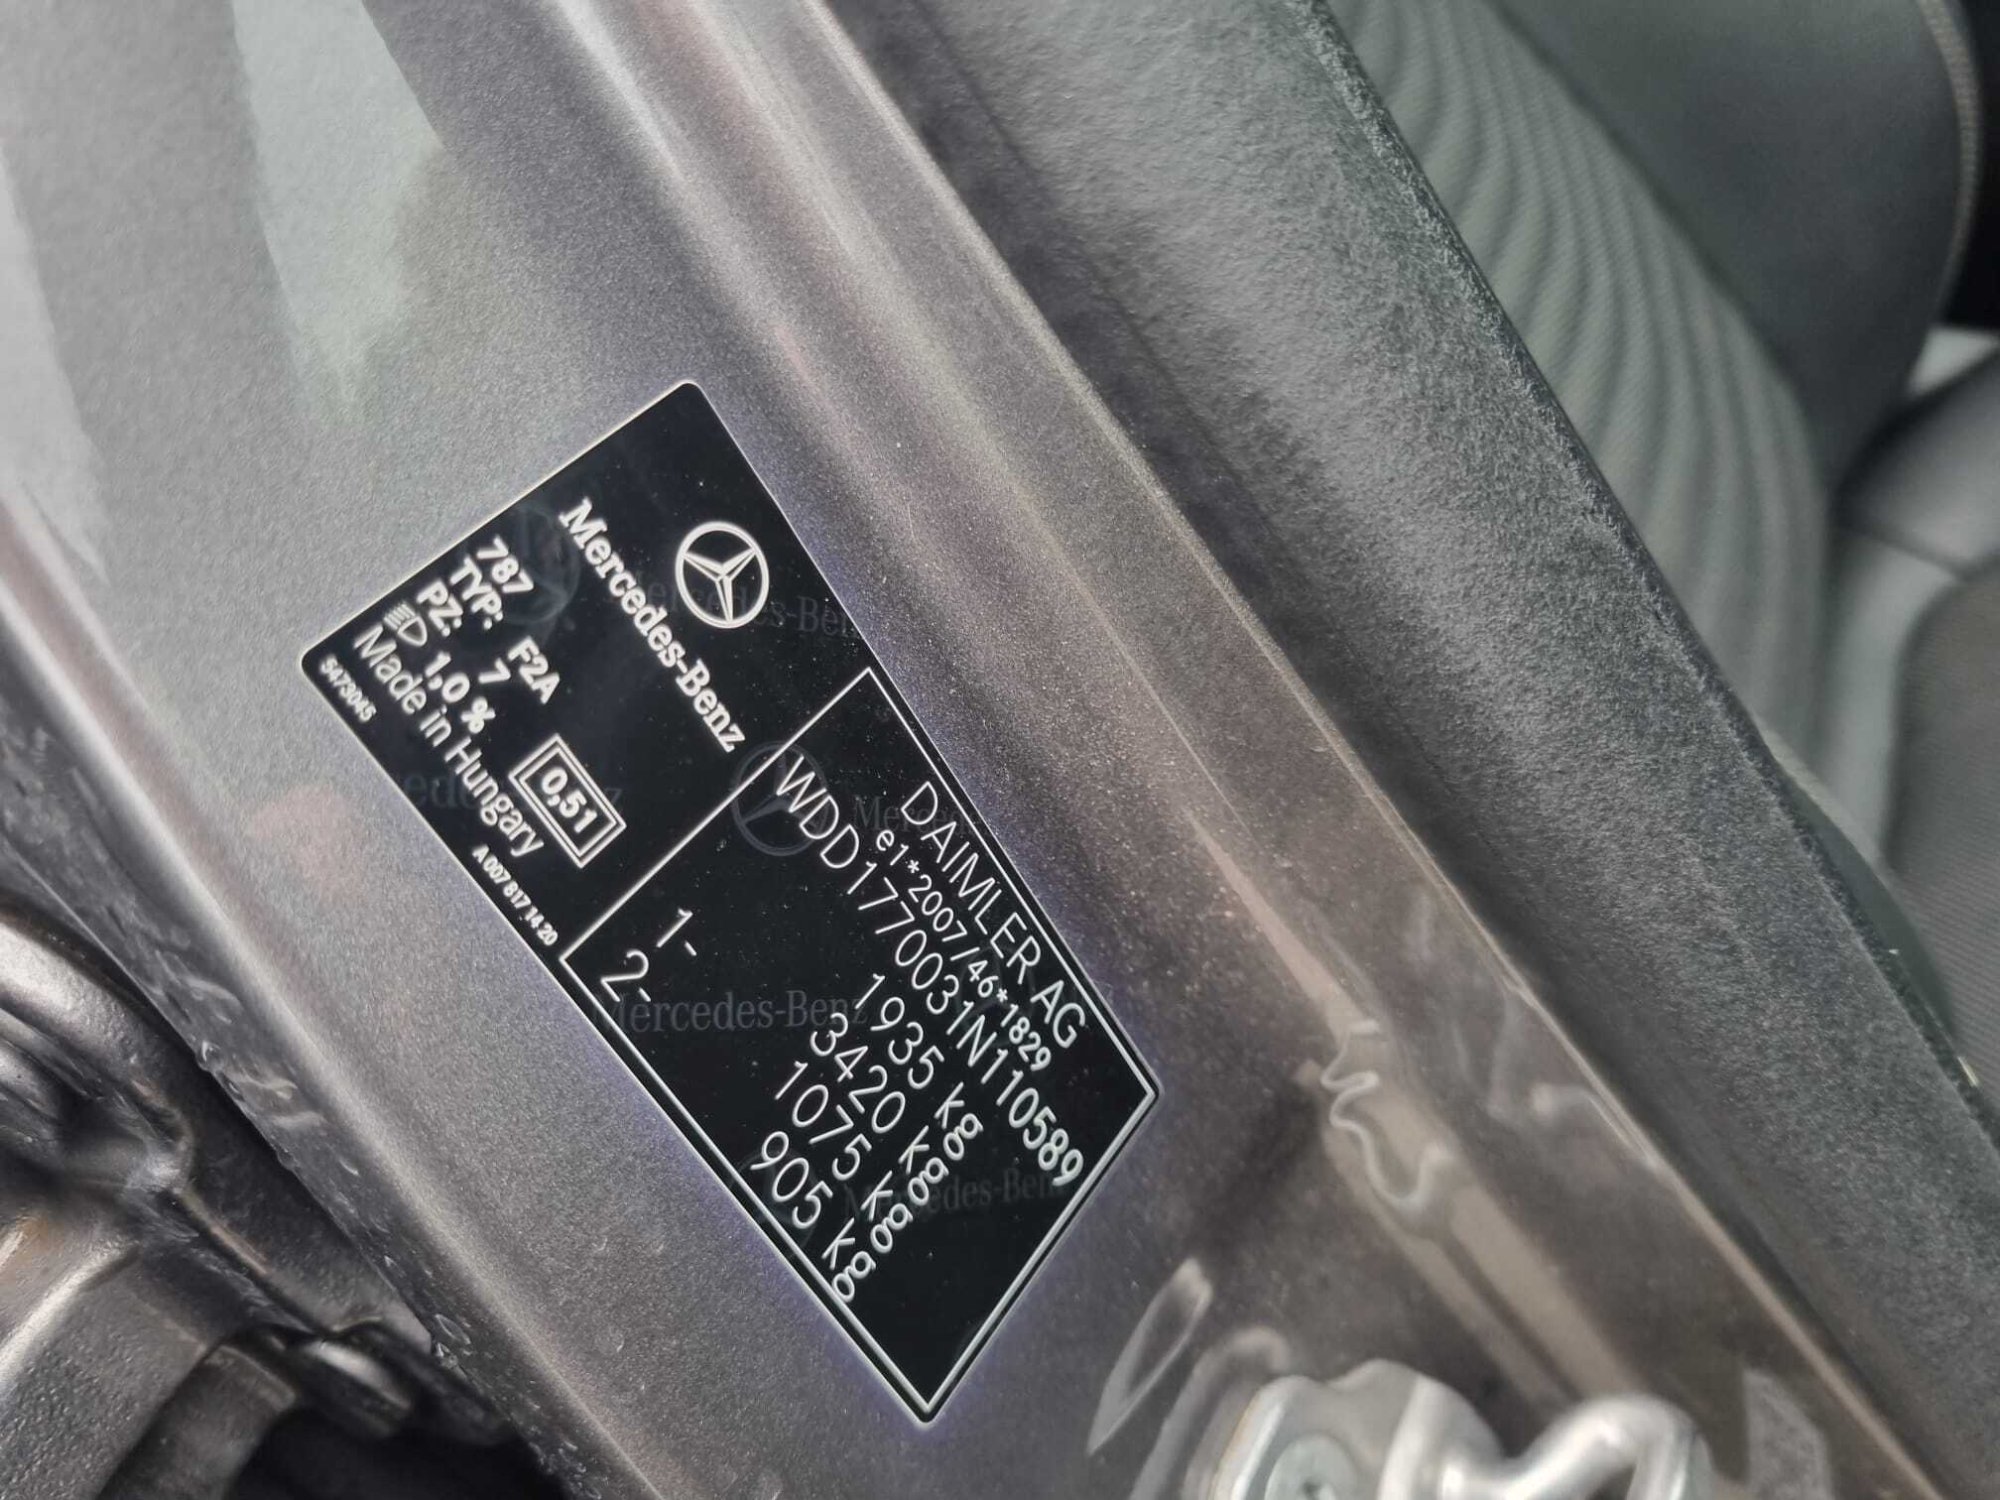 Mercedes-Benz
787
TYP: F2A
PZ: 7
1,0 %
0,51
Made in Hungary
5473045
A 007 817 14 20
DAIMLER AG
e1*2007/46*1829
WDD1770031N110589
1935 kg
3420 kg
1- 1075 kg
2- 905 kg